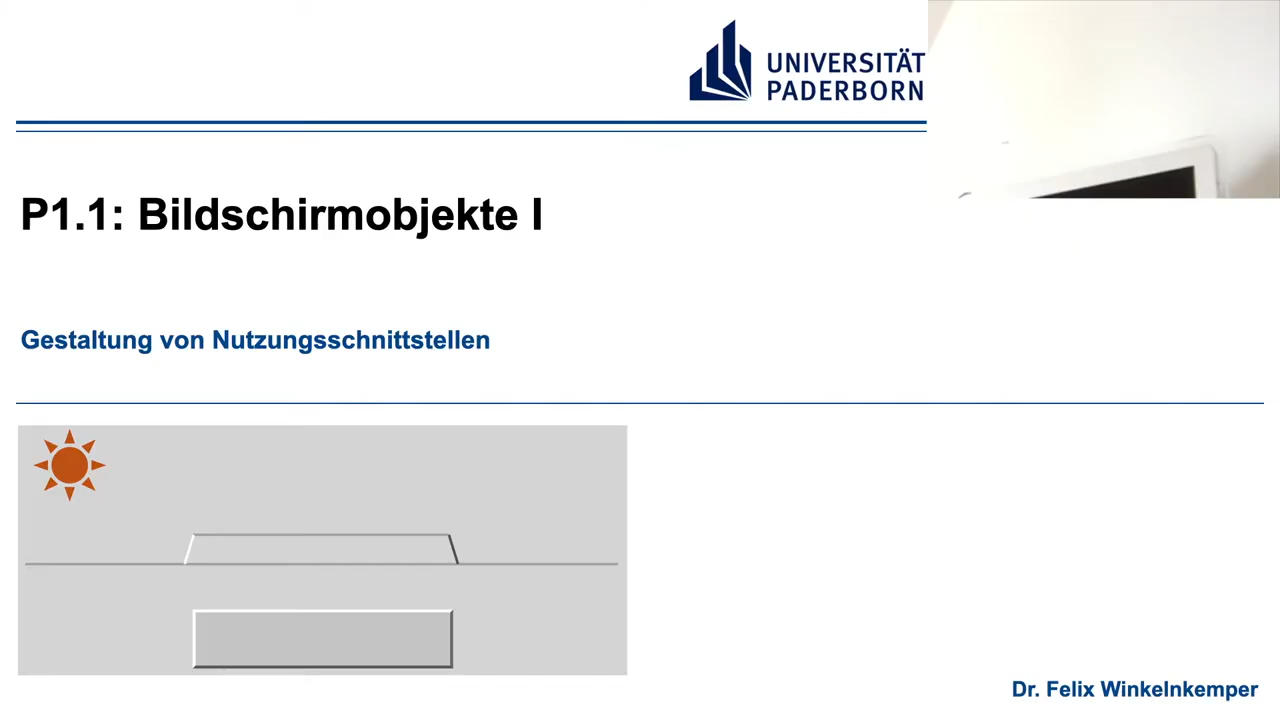 UNIVERSITÄT
PADERBORN
P1.1: Bildschirmobjekte I
Gestaltung von Nutzungsschnittstellen
Dr. Felix Winkelnkemper